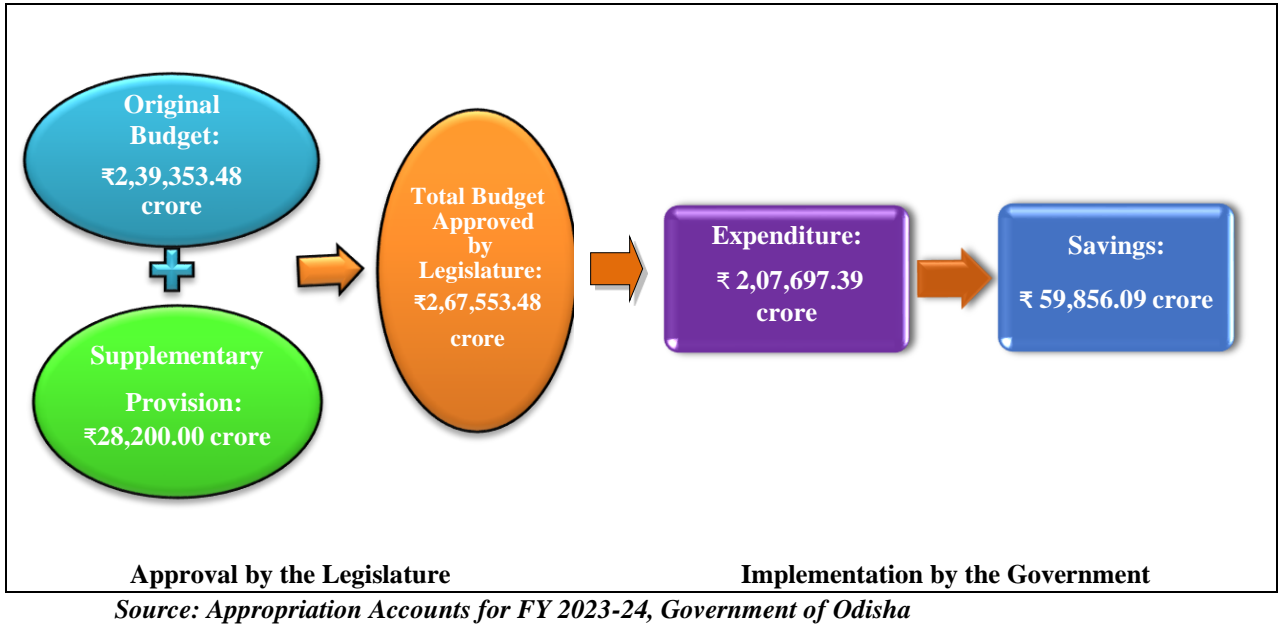 Original
Budget:
₹2,39,353.48
crore
Supplementary
Provision:
₹28,200.00 crore
Total Budget
Approved
by
Legislature:
₹2,67,553.48
crore
Expenditure:
₹ 2,07,697.39
crore
Savings:
₹ 59,856.09 crore
Approval by the Legislature
Implementation by the Government
Source: Appropriation Accounts for FY 2023-24, Government of Odisha